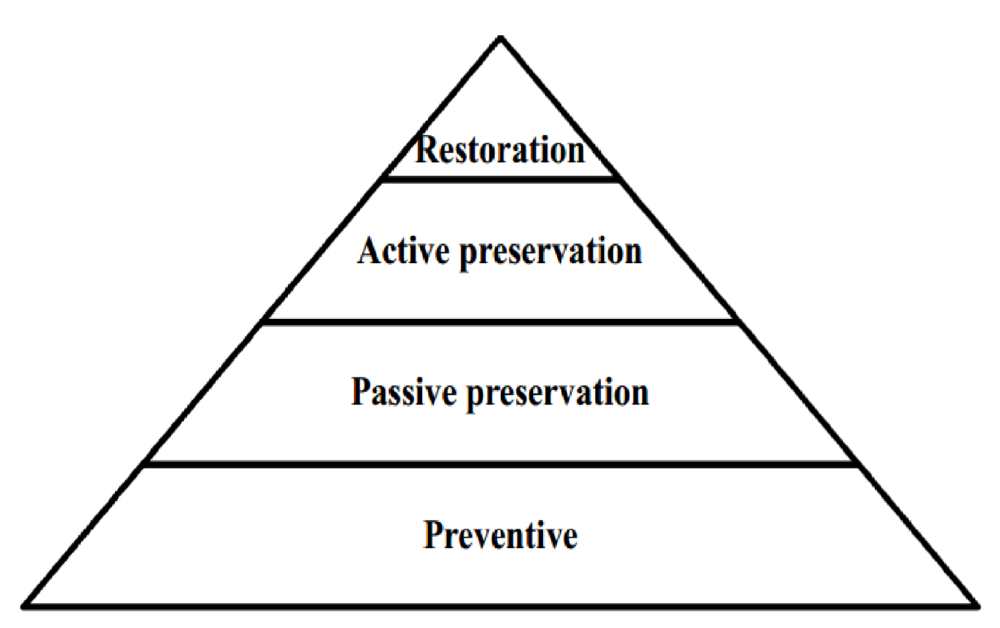 Restoration
Active preservation
Passive preservation
Preventive